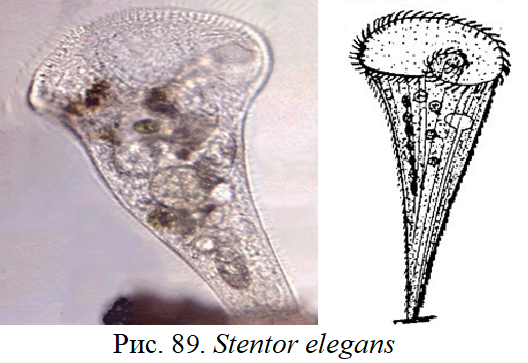 Рис. 89. Stentor elegans